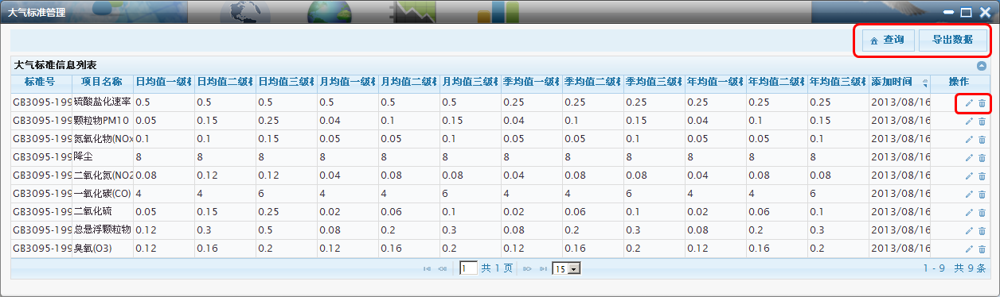 大气标准管理
查询 导出数据
大气标准信息列表
标准号 项目名称 日均值一级标 日均值二级标 日均值三级标 月均值一级标 月均值二级标 月均值三级标 季均值一级标 季均值二级标 季均值三级标 年均值一级标 年均值二级标 年均值三级标 添加时间 操作
GB3095-199 硫酸盐化速率 0.5 0.5 0.5 0.5 0.5 0.5 0.25 0.25 0.25 0.25 0.25 0.25 2013/08/16
GB3095-199 颗粒物PM10 0.05 0.15 0.25 0.04 0.1 0.15 0.04 0.1 0.15 0.04 0.1 0.15 2013/08/16
GB3095-199 氮氧化物(NOx 0.1 0.1 0.15 0.05 0.05 0.1 0.05 0.05 0.1 0.05 0.05 0.1 2013/08/16
GB3095-199 降尘 8 8 8 8 8 8 8 8 8 8 8 8 2013/08/16
GB3095-199 二氧化氮(NO2 0.08 0.12 0.12 0.04 0.08 0.08 0.04 0.08 0.08 0.04 0.08 0.08 2013/08/16
GB3095-199 一氧化碳(CO) 4 4 6 4 4 6 4 4 6 4 4 6 2013/08/16
GB3095-199 二氧化硫 0.05 0.15 0.25 0.02 0.06 0.1 0.02 0.06 0.1 0.02 0.06 0.1 2013/08/16
GB3095-199 总悬浮颗粒物 0.12 0.3 0.5 0.08 0.2 0.3 0.08 0.2 0.3 0.08 0.2 0.3 2013/08/16
GB3095-199 臭氧(O3) 0.12 0.16 0.2 0.12 0.16 0.2 0.12 0.16 0.2 0.12 0.16 0.2 2013/08/16
1 共 1 页 15 1 - 9 共 9 条